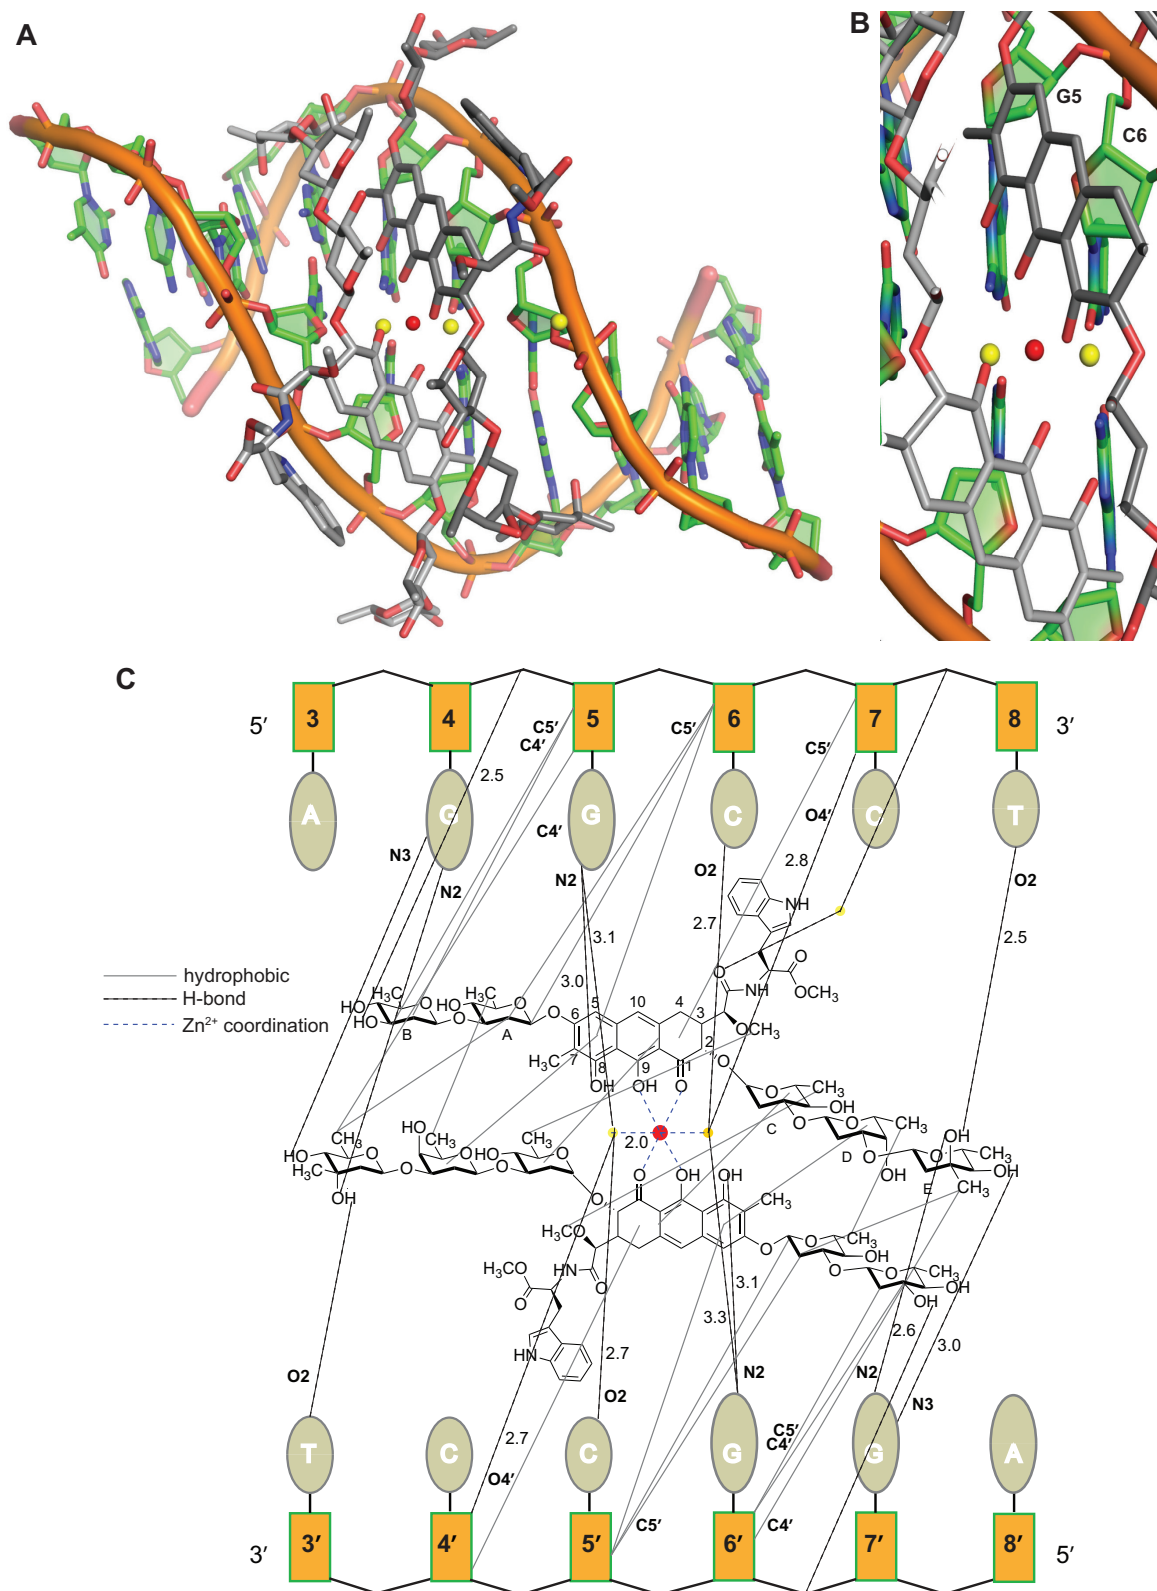 A
B
G5
C6
C
5′ 3 4 5 6 7 8 3′
C5′
C4′
C5′
C5′
2.5
A G G C C T
C4′
O4′
N3
N2
N2
O2
2.8
O2
NH
2.7
3.1
2.5
O
O
NH
OCH₃
3.0
hydrophobic
H-bond
Zn²⁺ coordination
H₃C
HO
HO
O
O
B
HO
H₃C
O
O
A
6 5 10 4 3
7 8 9 1 2
H₃C
OH
OH
O
OCH₃
O
O
CH₃
OH
O
C
O
CH₃
D
O
OH
OH
OH
E
CH₃
2.0
CH₃
HO
H₃C
OH
O
O
HO
CH₃
O
O
HO
CH₃
O
O
O
OH
OH
CH₃
H₃CO
HN
O
H₃CO
O
HN
O
O
CH₃
OH
O
O
CH₃
OH
OH
3.1
3.3
2.6
3.0
2.7
O2
O2
N2
N2
N3
2.7
O4′
C5′
C4′
T C C G G A
C5′
C4′
3′ 3′ 4′ 5′ 6′ 7′ 8′ 5′